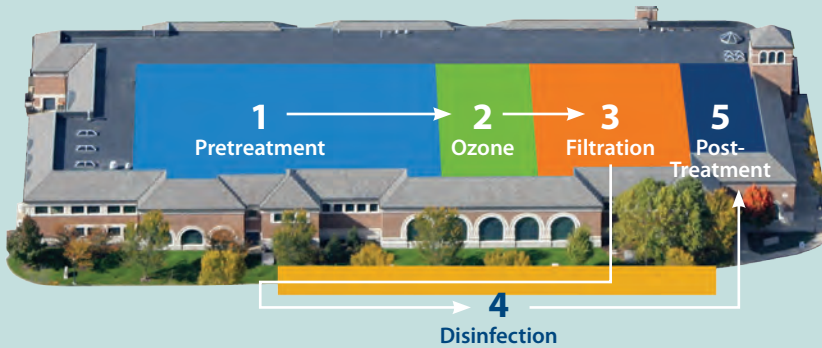 1
Pretreatment
2
Ozone
3
Filtration
5
Post-
Treatment
4
Disinfection